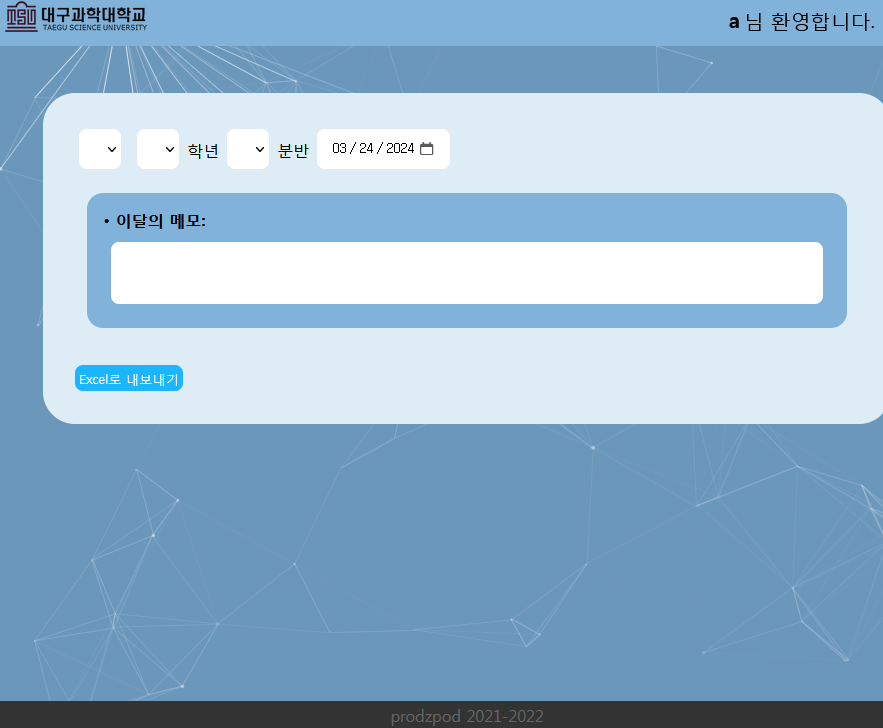 대구과학대학교
TAEGU SCIENCE UNIVERSITY
a 님 환영합니다.
학년 분반 03 / 24 / 2024
• 이달의 메모:
Excel로 내보내기
prodzpod 2021-2022